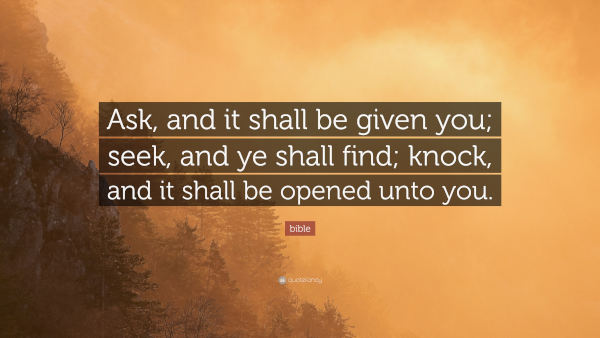 Ask, and it shall be given you;
seek, and ye shall find; knock,
and it shall be opened unto you.
bible
quotefancy